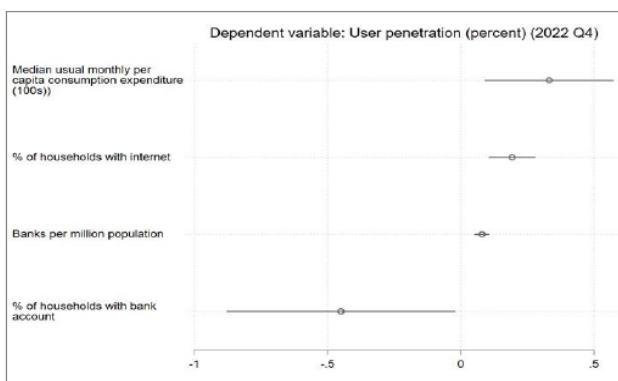 Dependent variable: User penetration (percent) (2022 Q4)
Median usual monthly per
capita consumption expenditure
(100s))
% of households with internet
Banks per million population
% of households with bank
account
-1
-.5
0
.5